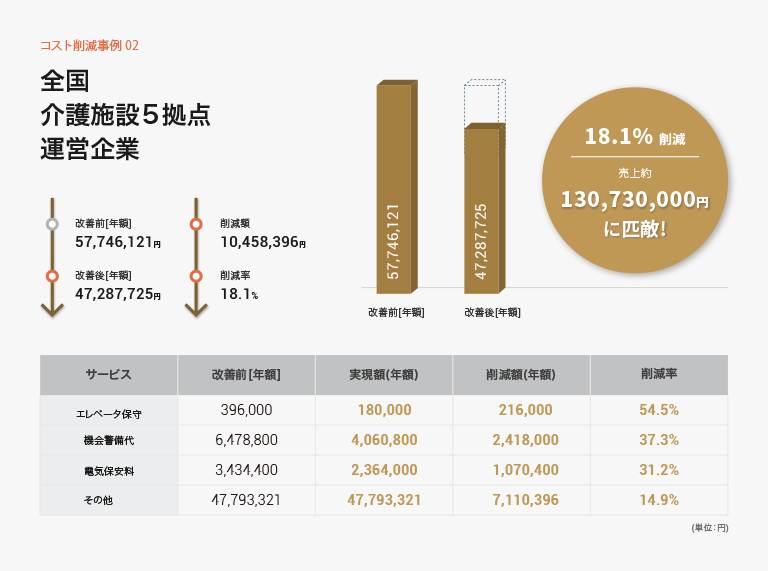 コスト削減事例 02
全国
介護施設５拠点
運営企業
改善前[年額]
57,746,121円
改善後[年額]
47,287,725円
削減額
10,458,396円
削減率
18.1%
57,746,121
47,287,725
改善前[年額]
改善後[年額]
18.1% 削減
売上約
130,730,000円
に匹敵!
サービス 改善前[年額] 実現額(年額) 削減額(年額) 削減率
エレベータ保守 396,000 180,000 216,000 54.5%
機会警備代 6,478,800 4,060,800 2,418,000 37.3%
電気保安料 3,434,400 2,364,000 1,070,400 31.2%
その他 47,793,321 47,793,321 7,110,396 14.9%
(単位：円)